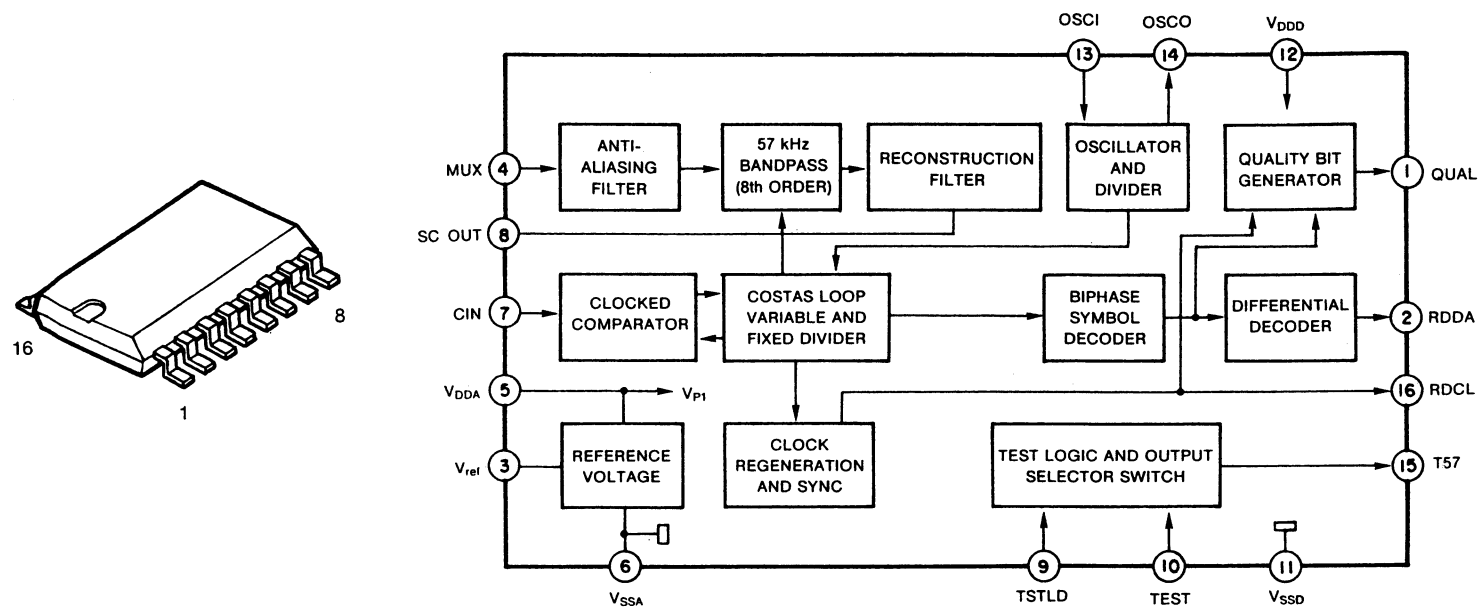 OSCI
OSCO
VDDD
13
14
12
ANTI-
ALIASING
FILTER
57 kHz
BANDPASS
(8th ORDER)
RECONSTRUCTION
FILTER
OSCILLATOR
AND
DIVIDER
QUALITY BIT
GENERATOR
MUX
4
1
QUAL
SC OUT
8
CIN
7
CLOCKED
COMPARATOR
COSTAS LOOP
VARIABLE AND
FIXED DIVIDER
BIPHASE
SYMBOL
DECODER
DIFFERENTIAL
DECODER
2
RDDA
8
16
1
VDDA
5
VP1
16
RDCL
Vref
3
REFERENCE
VOLTAGE
CLOCK
REGENERATION
AND SYNC
TEST LOGIC AND OUTPUT
SELECTOR SWITCH
15
T57
6
9
10
11
VSSA
TSTLD
TEST
VSSD